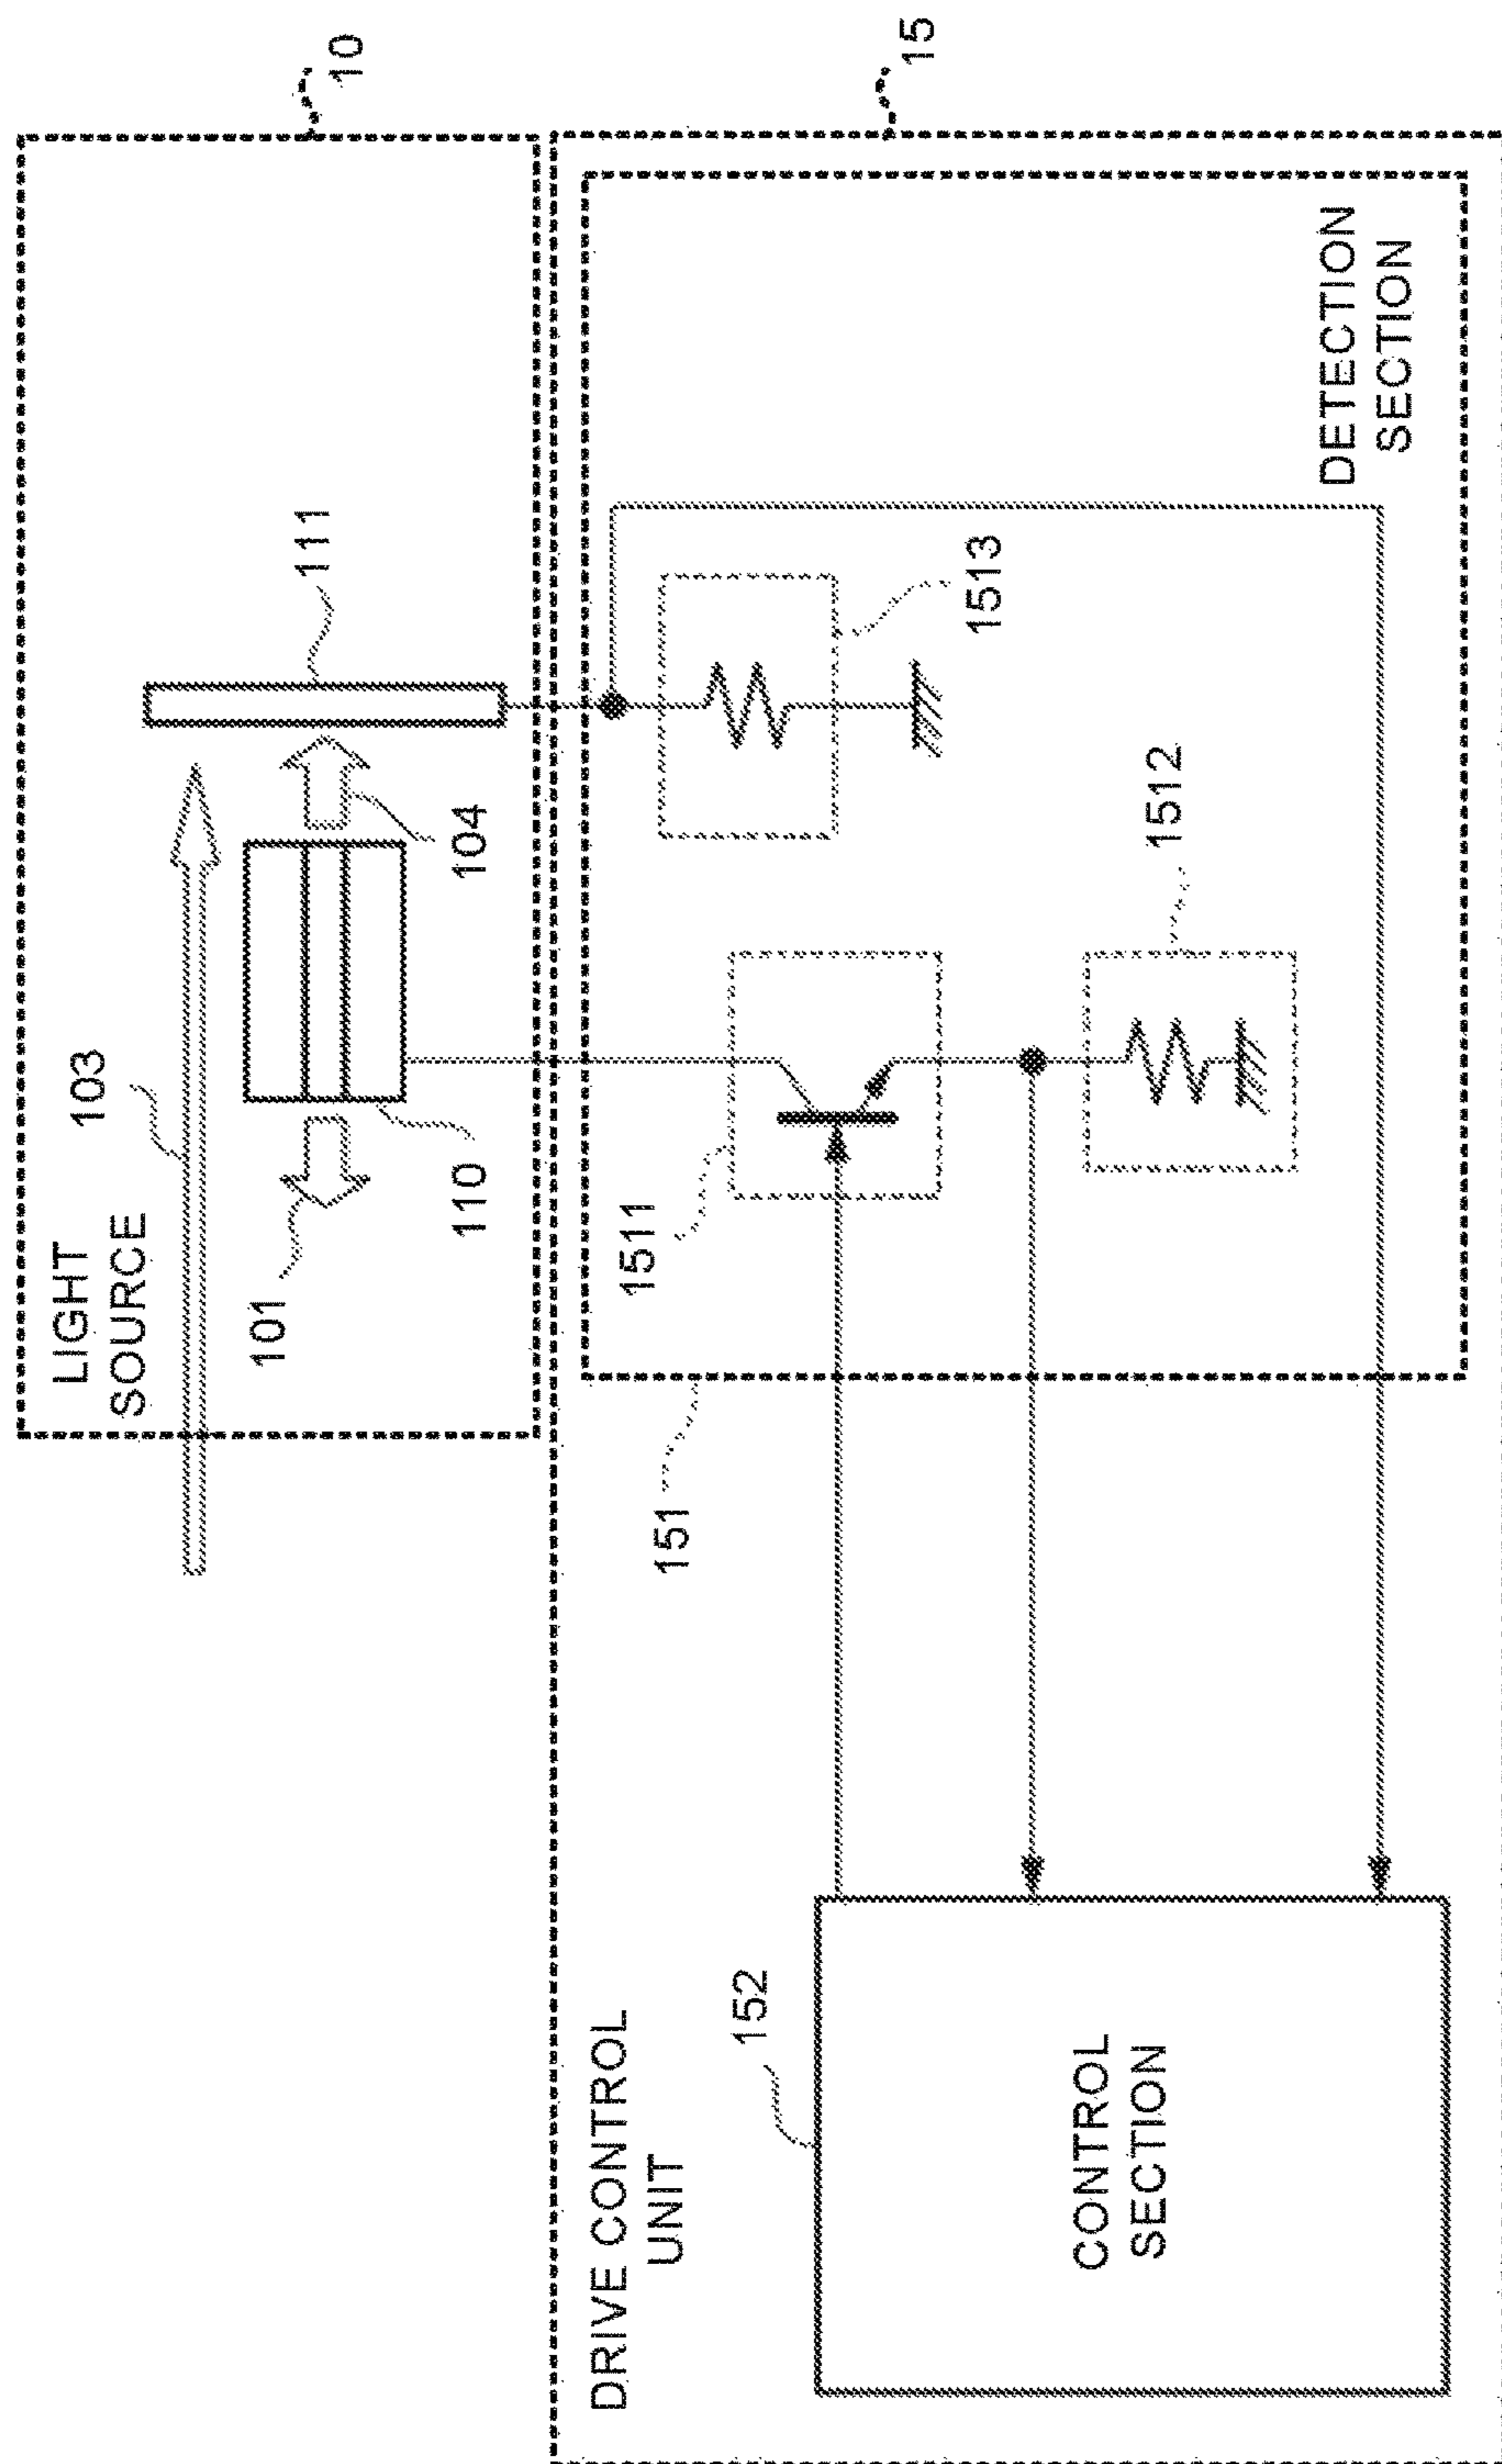 10
LIGHT
SOURCE
103
111
101
110
104
15
DRIVE CONTROL
UNIT
151
1511
1513
1512
152
CONTROL
SECTION
DETECTION
SECTION